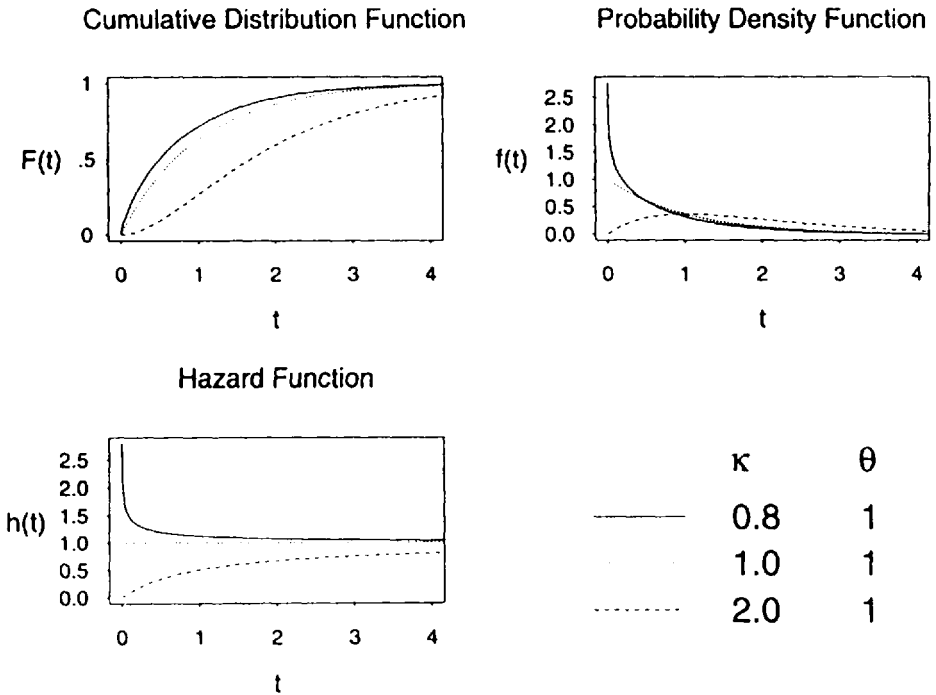 Cumulative Distribution Function
1
F(t) .5
0
0 1 2 3 4
t
Probability Density Function
2.5
2.0
1.5
f(t)
1.0
0.5
0.0
0 1 2 3 4
t
Hazard Function
2.5
2.0
h(t) 1.5
1.0
0.5
0.0
0 1 2 3 4
t
κ θ
0.8 1
1.0 1
2.0 1